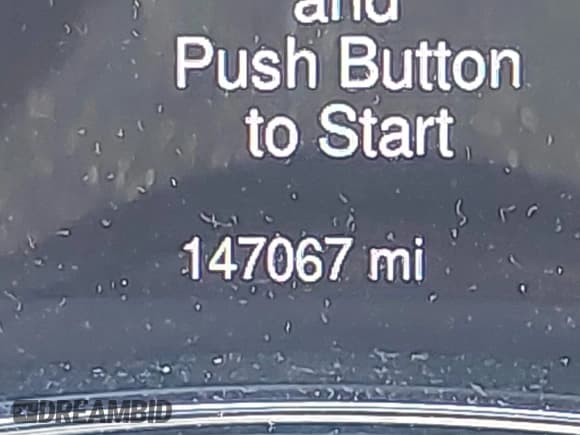 and
Push Button
to Start
147067 mi
DREAMBID